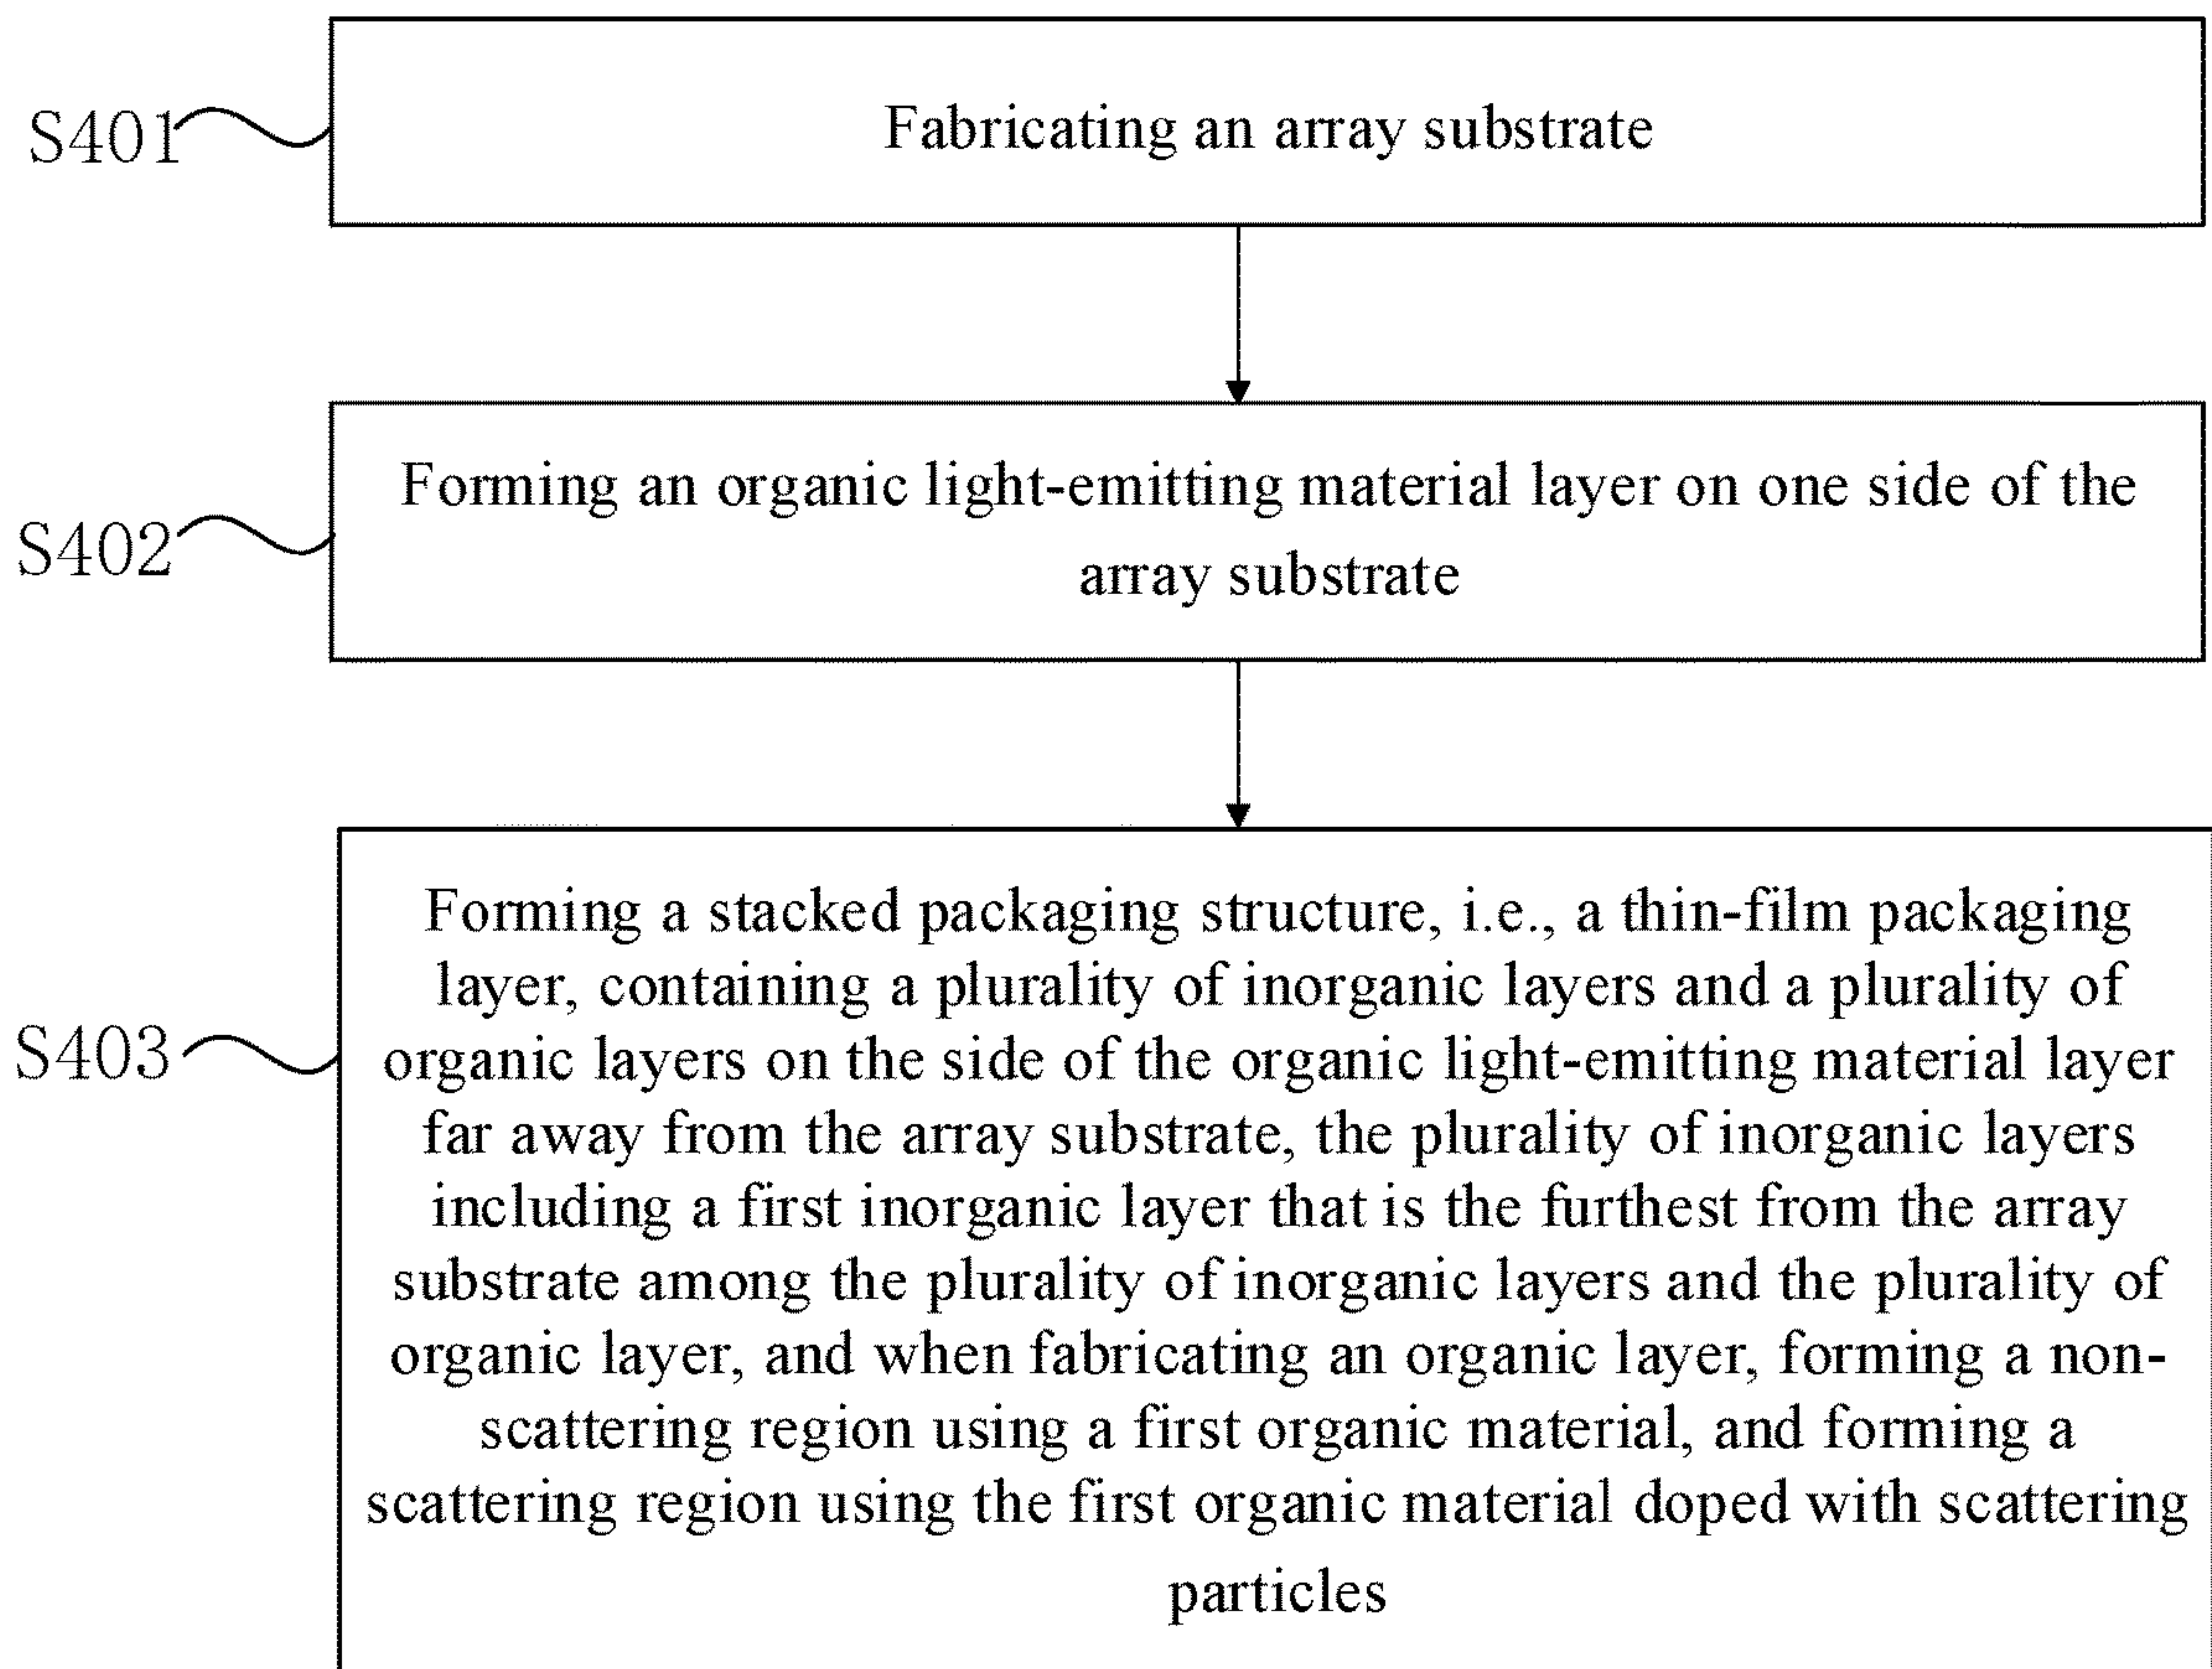 S401
Fabricating an array substrate
S402
Forming an organic light-emitting material layer on one side of the
array substrate
S403
Forming a stacked packaging structure, i.e., a thin-film packaging
layer, containing a plurality of inorganic layers and a plurality of
organic layers on the side of the organic light-emitting material layer
far away from the array substrate, the plurality of inorganic layers
including a first inorganic layer that is the furthest from the array
substrate among the plurality of inorganic layers and the plurality of
organic layer, and when fabricating an organic layer, forming a non-
scattering region using a first organic material, and forming a
scattering region using the first organic material doped with scattering
particles